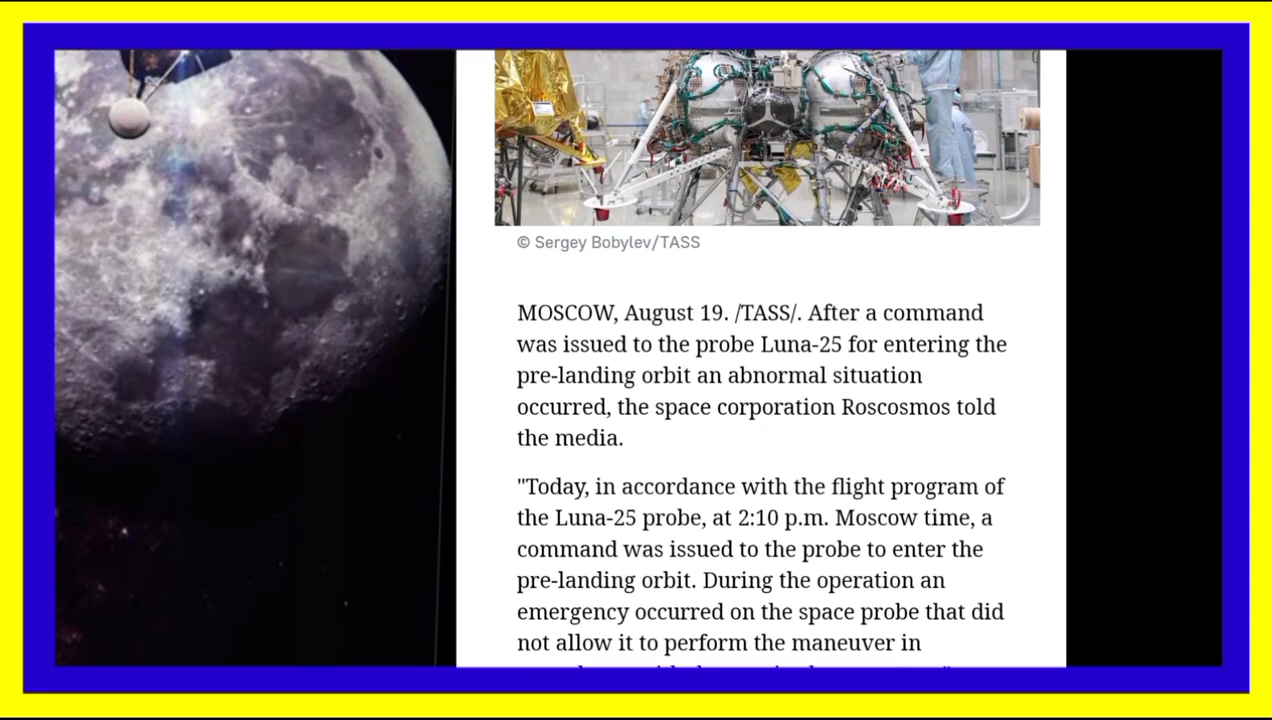 © Sergey Bobylev/TASS
MOSCOW, August 19. /TASS/. After a command
was issued to the probe Luna-25 for entering the
pre-landing orbit an abnormal situation
occurred, the space corporation Roscosmos told
the media.
"Today, in accordance with the flight program of
the Luna-25 probe, at 2:10 p.m. Moscow time, a
command was issued to the probe to enter the
pre-landing orbit. During the operation an
emergency occurred on the space probe that did
not allow it to perform the maneuver in